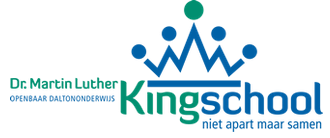 Dr. Martin Luther
OPENBAAR DALTONONDERWIJS
Kingschool
niet apart maar samen